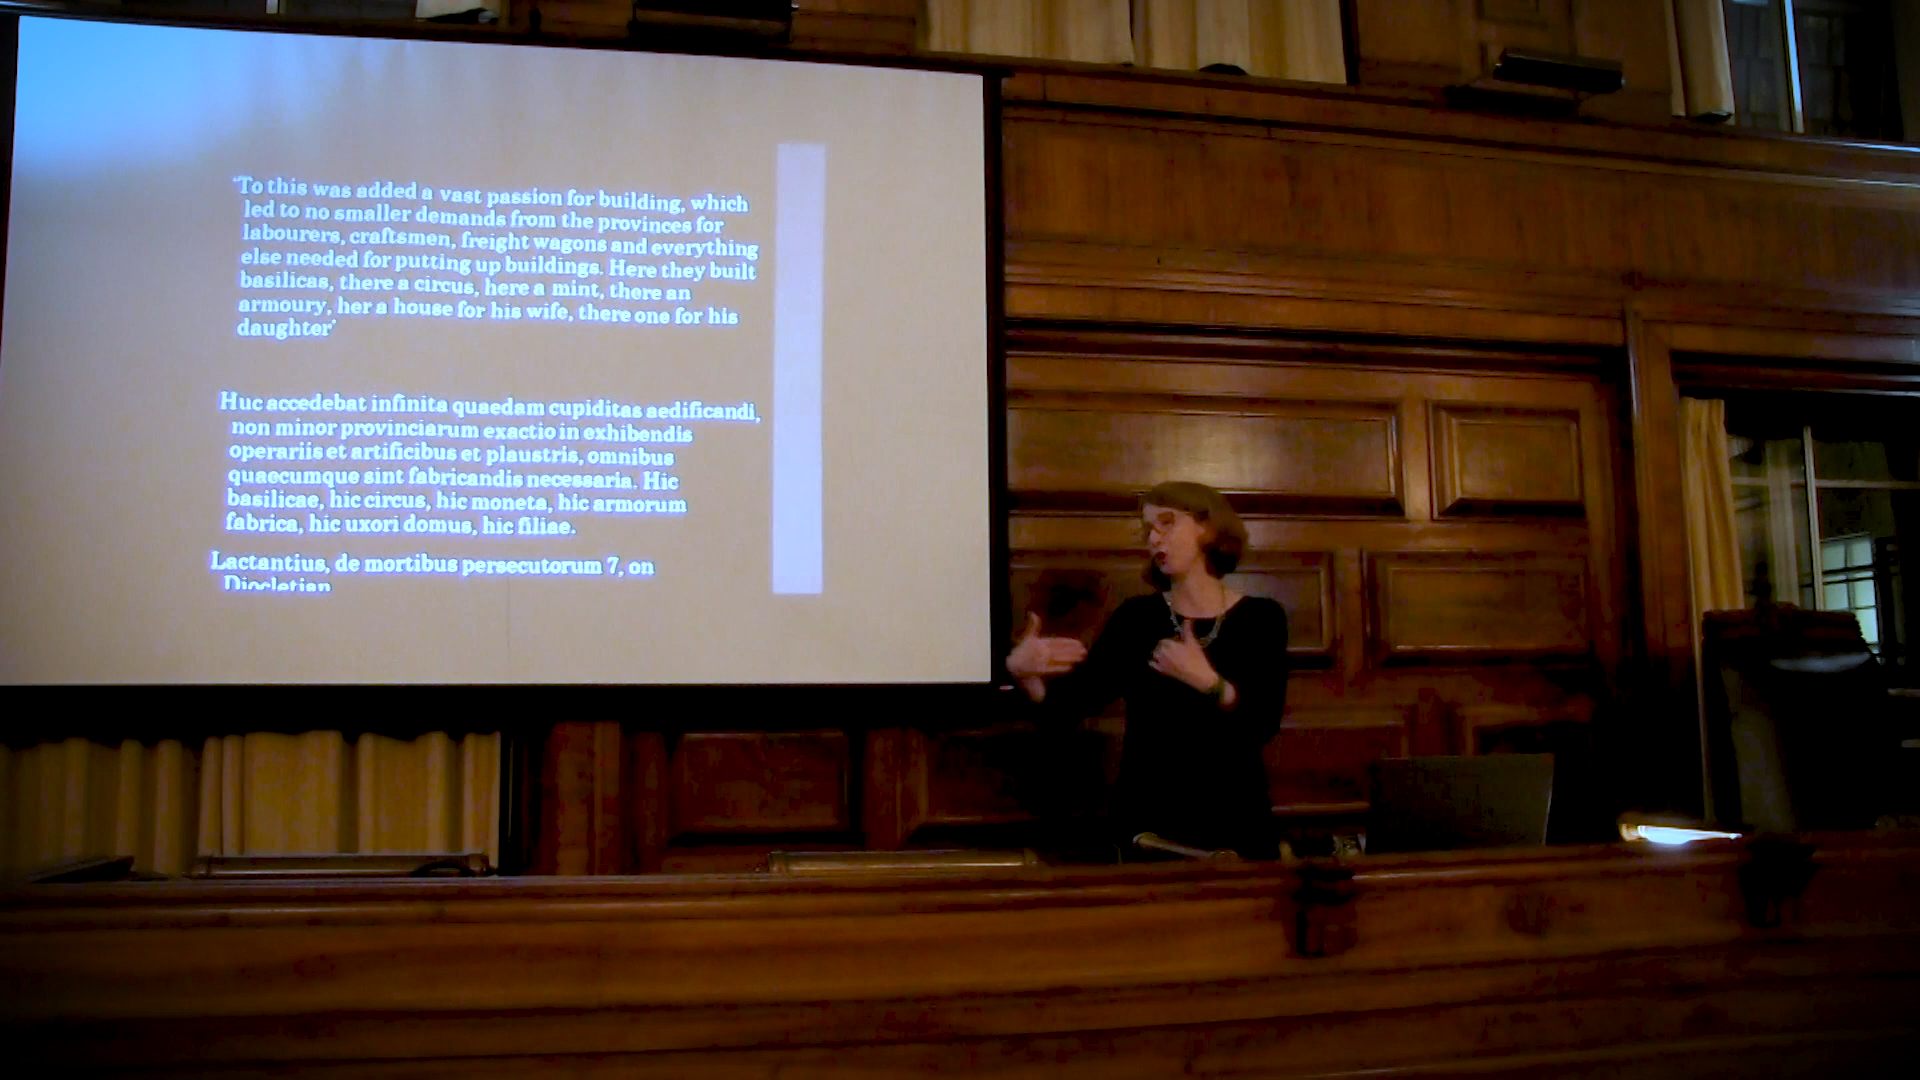 'To this was added a vast passion for building, which
led to no smaller demands from the provinces for
labourers, craftsmen, freight wagons and everything
else needed for putting up buildings. Here they built
basilicas, there a circus, here a mint, there an
armoury, her a house for his wife, there one for his
daughter'
Huc accedebat infinita quaedam cupiditas aedificandi,
non minor provinciarum exactio in exhibendis
operariis et artificibus et plaustris, omnibus
quaecumque sint fabricandis necessaria. Hic
basilicae, hic circus, hic moneta, hic armorum
fabrica, hic uxori domus, hic filiae.
Lactantius, de mortibus persecutorum 7, on
Diocletian